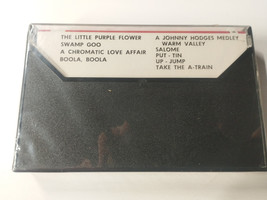 THE LITTLE PURPLE FLOWER
SWAMP GOO
A CHROMATIC LOVE AFFAIR
BOOLA, BOOLA
A JOHNNY HODGES MEDLEY
WARM VALLEY
SALOME
PUT - TIN
UP - JUMP
TAKE THE A-TRAIN